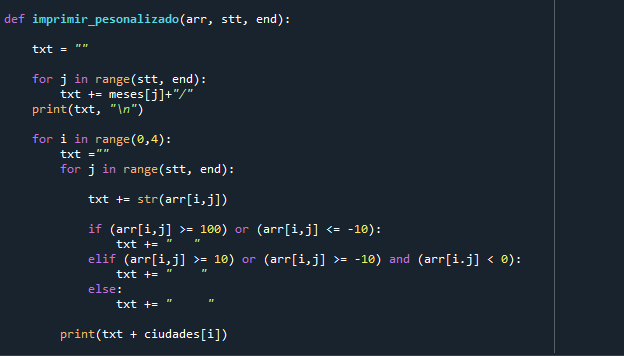 def imprimir_pesonalizado(arr, stt, end):
    txt = ""
    for j in range(stt, end):
        txt += meses[j]+"/"
    print(txt, "\n")
    for i in range(0,4):
        txt =""
        for j in range(stt, end):
            txt += str(arr[i,j])
            if (arr[i,j] >= 100) or (arr[i,j] <= -10):
                txt += "   "
            elif (arr[i,j] >= 10) or (arr[i,j] >= -10) and (arr[i.j] < 0):
                txt += "    "
            else:
                txt += "     "
        print(txt + ciudades[i])